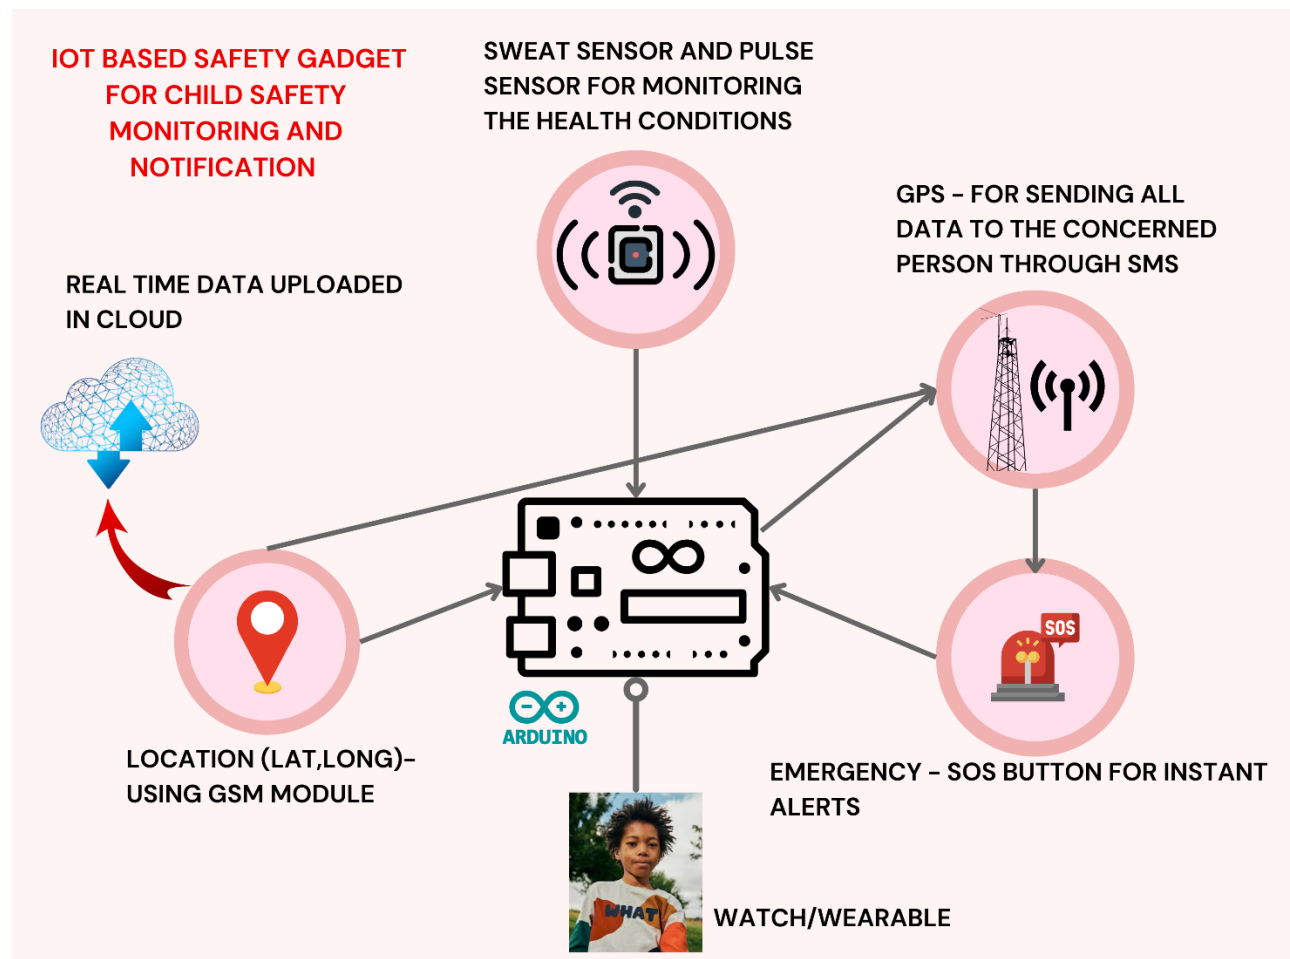 IOT BASED SAFETY GADGET
FOR CHILD SAFETY
MONITORING AND
NOTIFICATION
SWEAT SENSOR AND PULSE
SENSOR FOR MONITORING
THE HEALTH CONDITIONS
GPS - FOR SENDING ALL
DATA TO THE CONCERNED
PERSON THROUGH SMS
REAL TIME DATA UPLOADED
IN CLOUD
SOS
ARDUINO
LOCATION (LAT,LONG)-
USING GSM MODULE
EMERGENCY - SOS BUTTON FOR INSTANT
ALERTS
WHAT
WATCH/WEARABLE